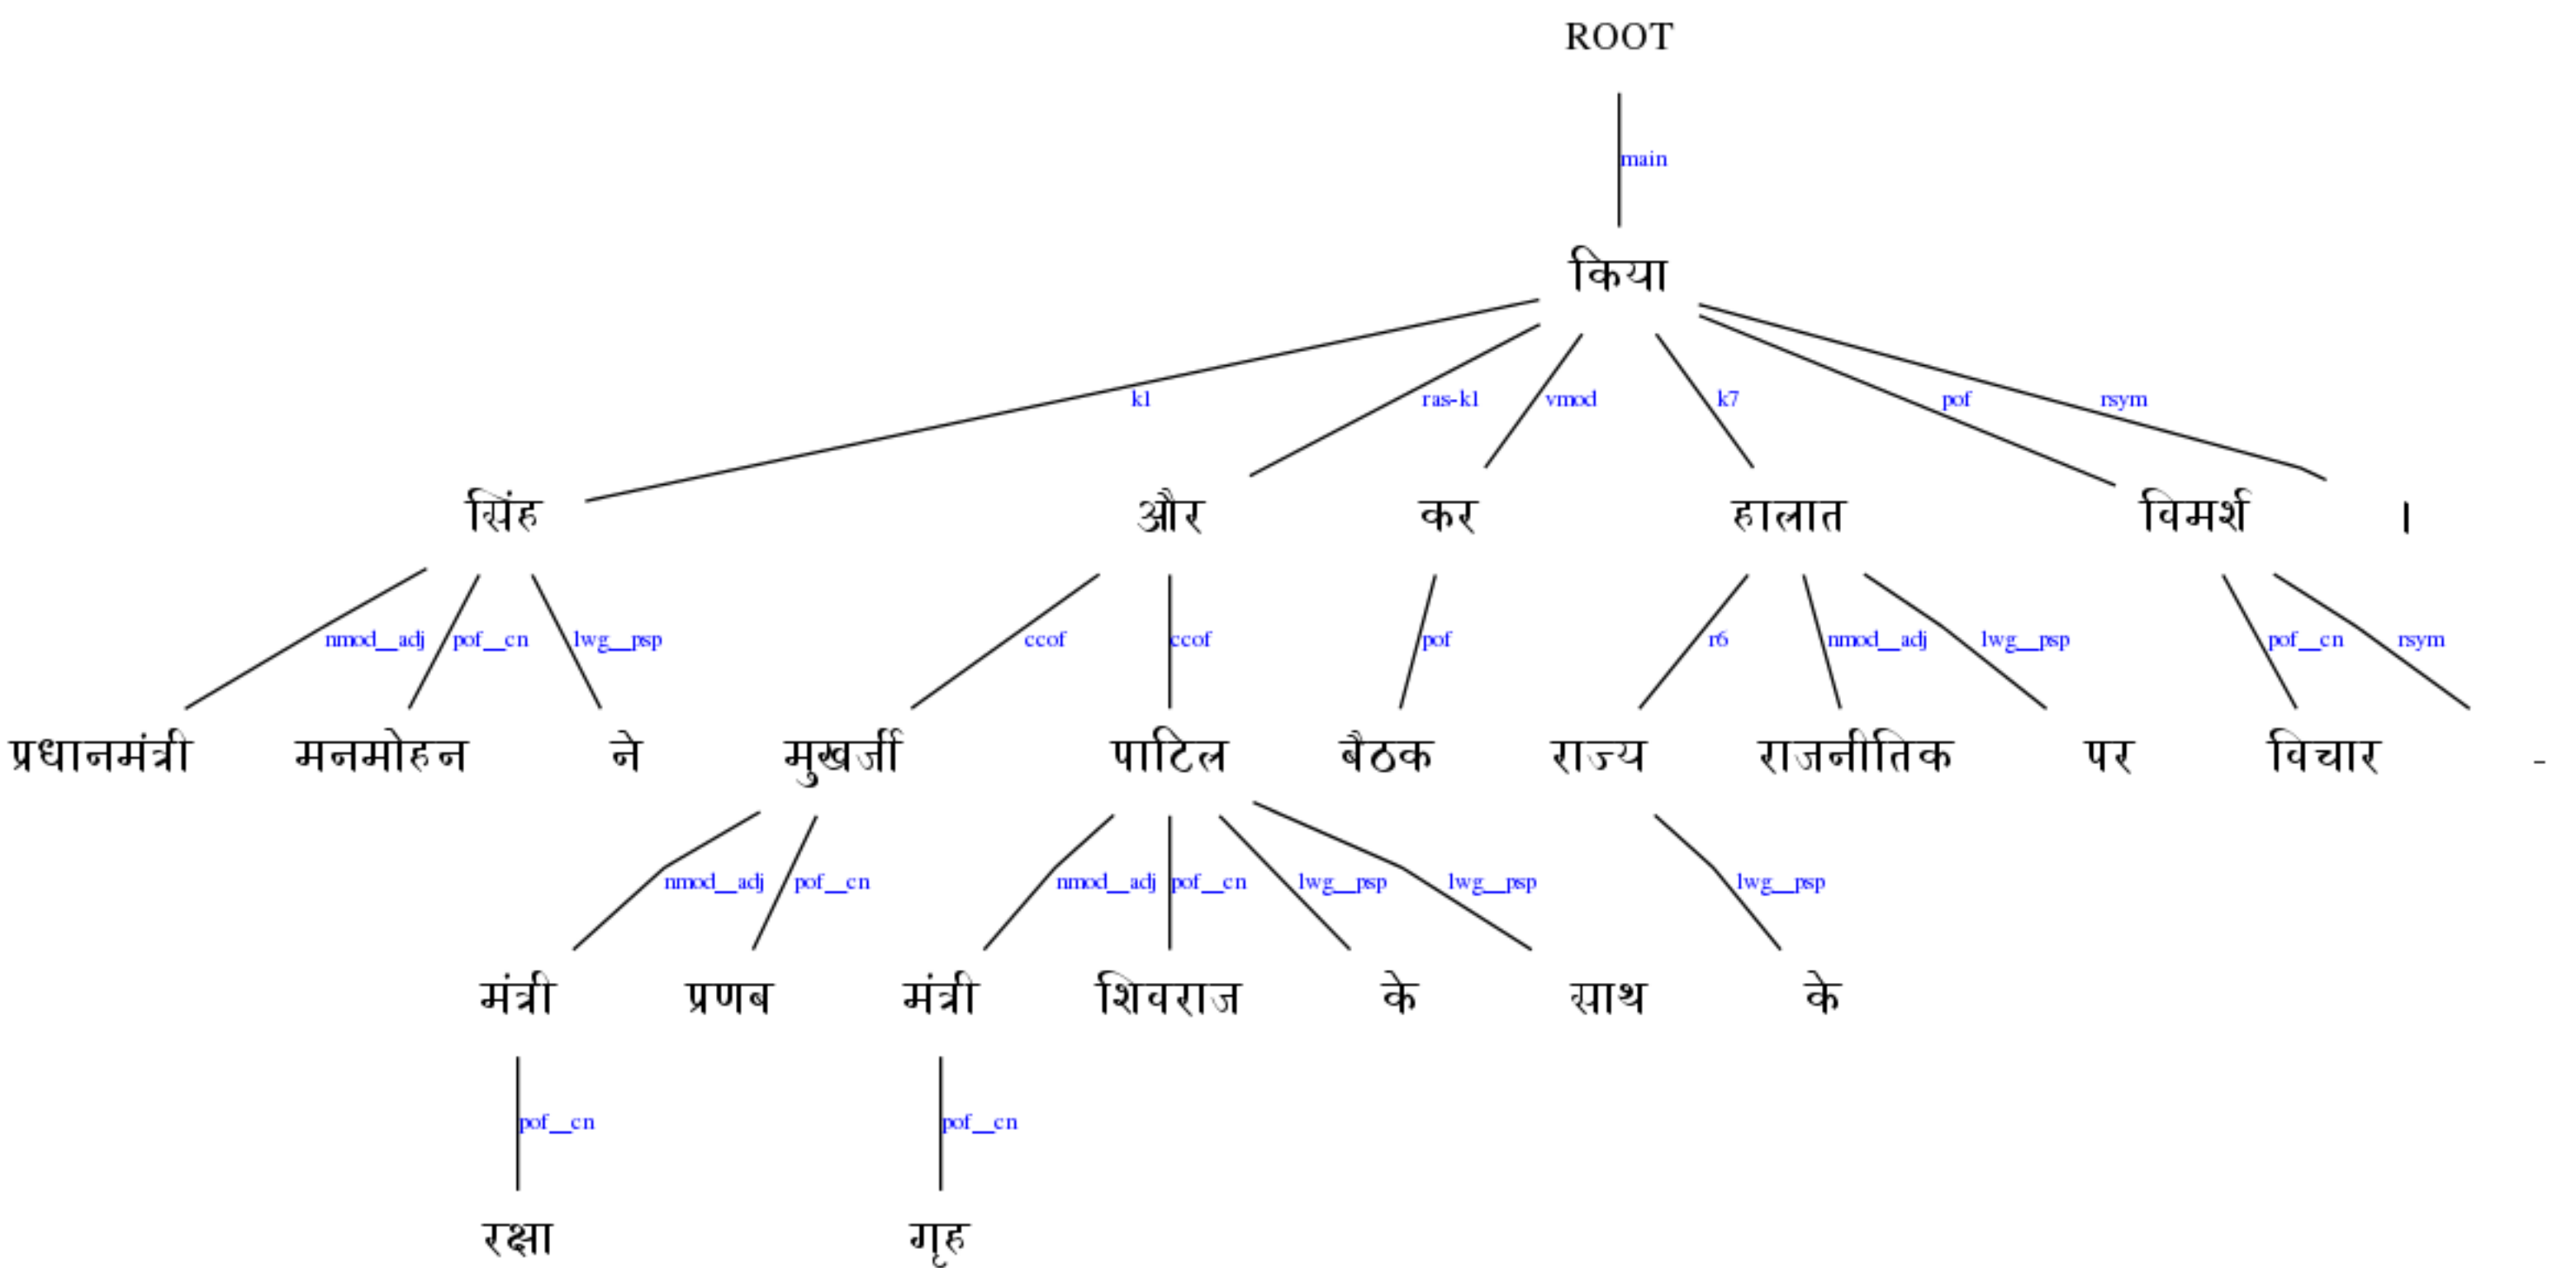 ROOT
main
किया
k1 ras-k1 vmod k7 pof rsym
सिंह और कर हालात विमर्श ।
nmod__adj pof__cn lwg__psp ccof ccof pof r6 nmod__adj lwg__psp pof__cn rsym
प्रधानमंत्री मनमोहन ने मुखर्जी पाटिल बैठक राज्य राजनीतिक पर विचार -
nmod__adj pof__cn nmod__adj pof__cn lwg__psp lwg__psp lwg__psp
मंत्री प्रणब मंत्री शिवराज के साथ के
pof__cn pof__cn
रक्षा गृह